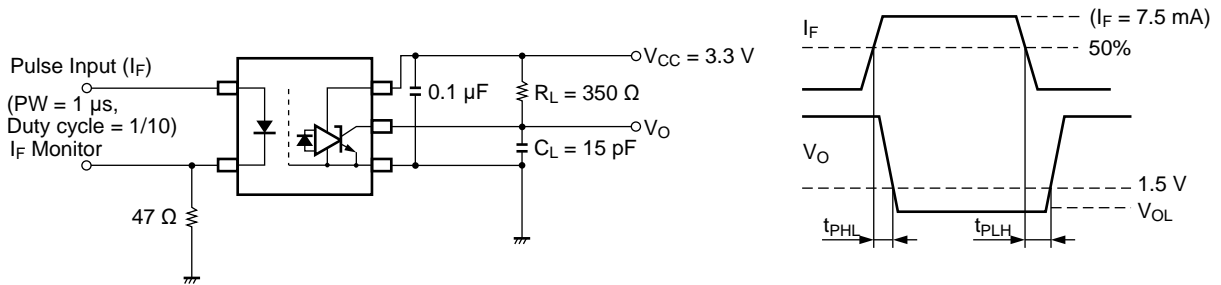 Pulse Input (IF)
(PW = 1 µs,
Duty cycle = 1/10)
IF Monitor
47 Ω
0.1 µF
VCC = 3.3 V
RL = 350 Ω
VO
CL = 15 pF
IF
(IF = 7.5 mA)
50%
VO
1.5 V
VOL
tPHL
tPLH